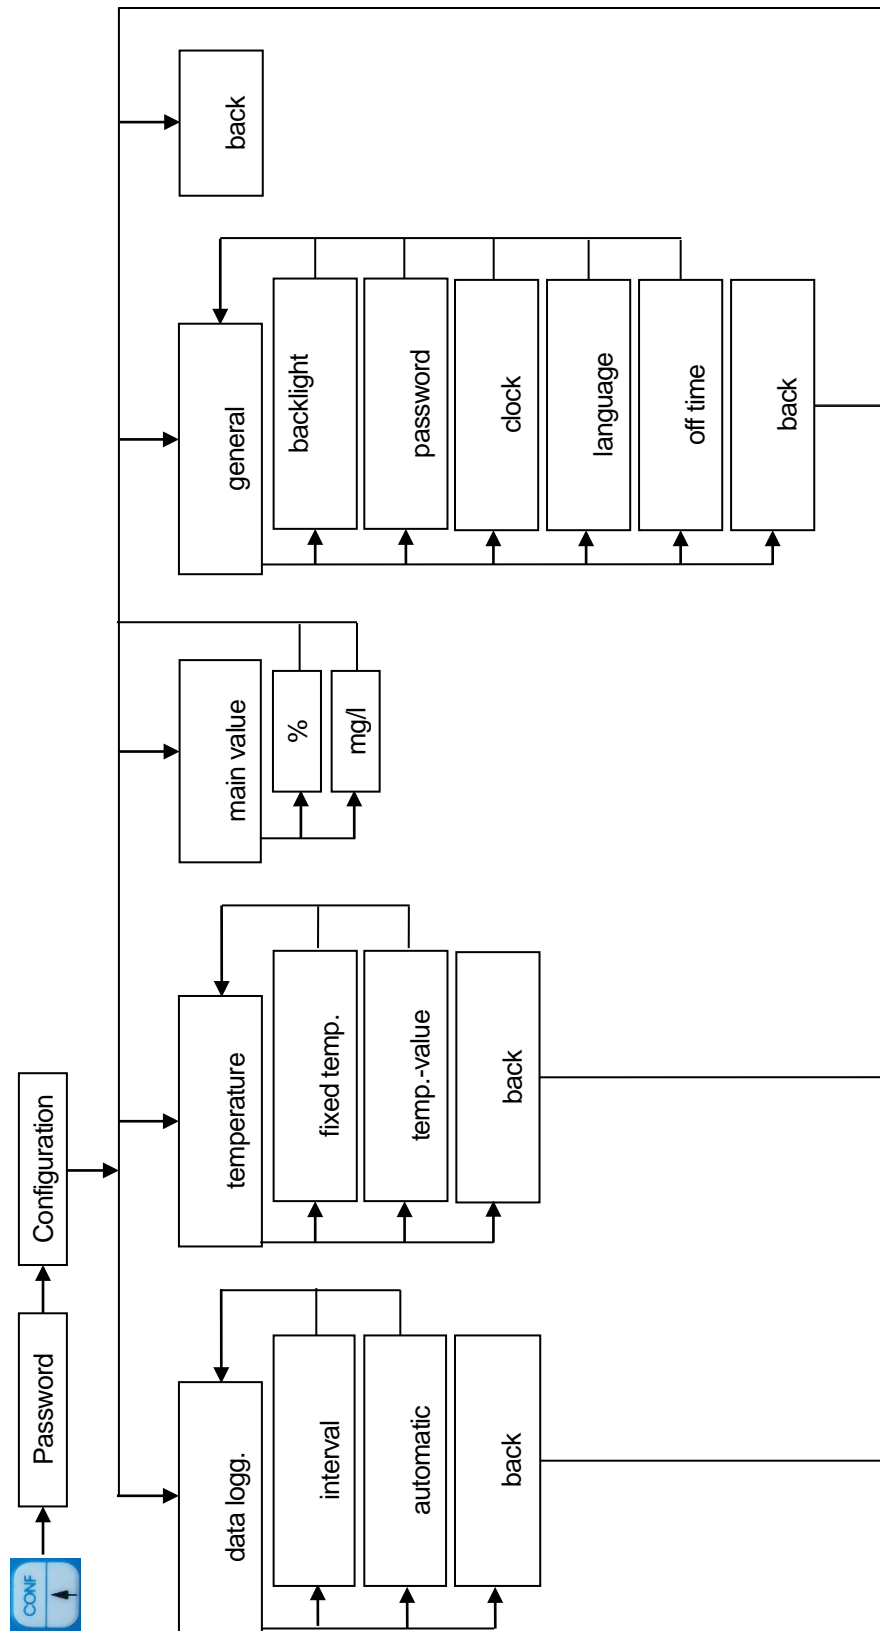 CONF
Password
Configuration
data logg.
interval
automatic
back
temperature
fixed temp.
temp.-value
back
main value
%
mg/l
general
backlight
password
clock
language
off time
back
back